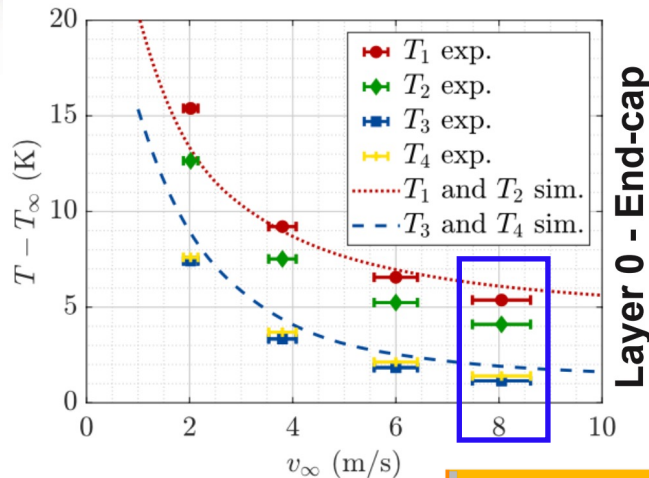 20
15
10
5
0
0
2
4
6
8
10
T − T∞ (K)
v∞ (m/s)
T₁ exp.
T₂ exp.
T₃ exp.
T₄ exp.
T₁ and T₂ sim.
T₃ and T₄ sim.
Layer 0 - End-cap